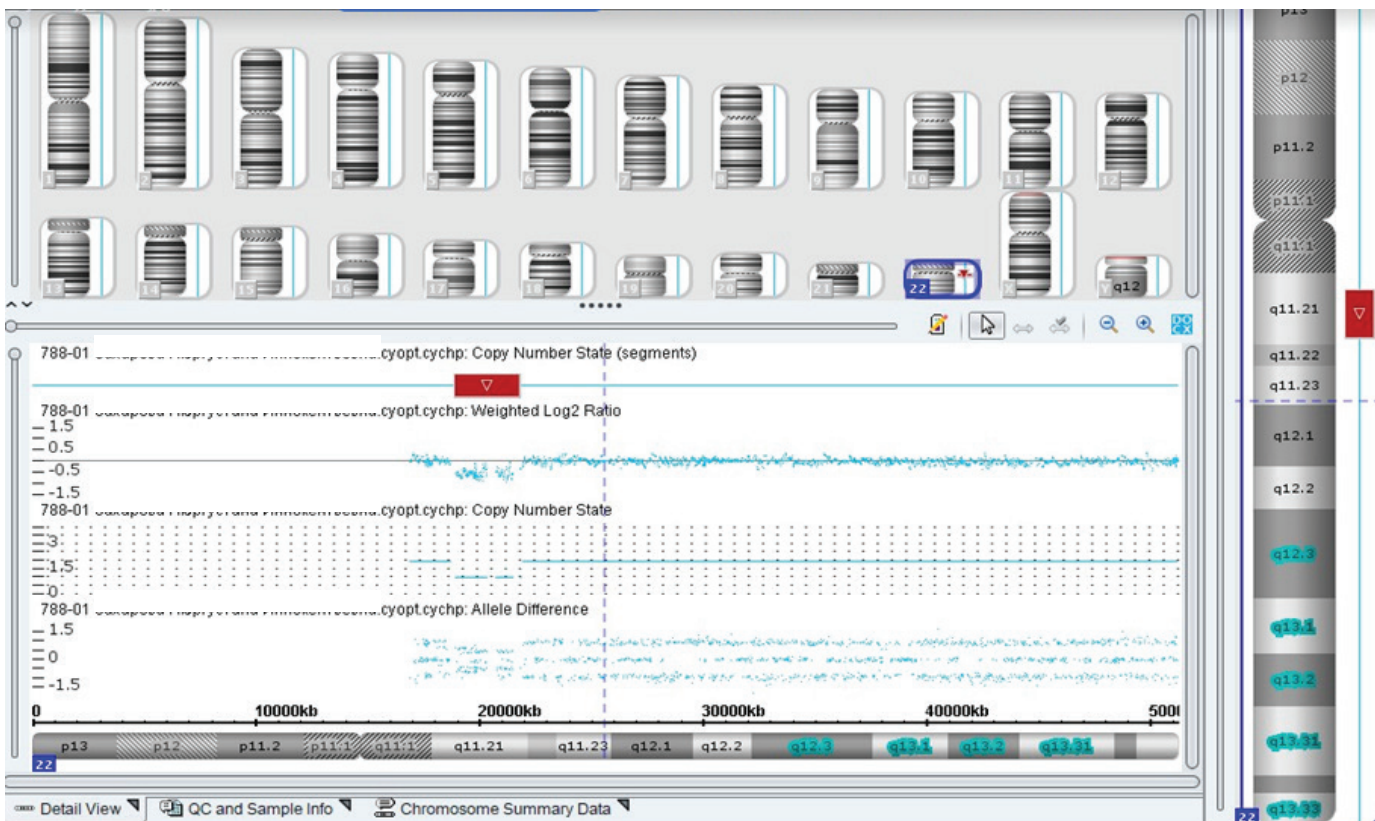 1 2 3 4 5 6 7 8 9 10 11 12
13 14 15 16 17 18 19 20 21 22 X Y q12
788-01 .cyopt.cychp: Copy Number State (segments)
788-01 .cyopt.cychp: Weighted Log2 Ratio
1.5
0.5
-0.5
-1.5
788-01 .cyopt.cychp: Copy Number State
3
1.5
0
788-01 .cyopt.cychp: Allele Difference
1.5
0
-1.5
0 10000kb 20000kb 30000kb 40000kb 5000
p13 p12 p11.2 p11.1 q11.1 q11.21 q11.23 q12.1 q12.2 q12.3 q13.1 q13.2 q13.31
22
Detail View QC and Sample Info Chromosome Summary Data
p13
p12
p11.2
p11.1
q11.1
q11.21
q11.22
q11.23
q12.1
q12.2
q12.3
q13.1
q13.2
q13.31
q13.33
22